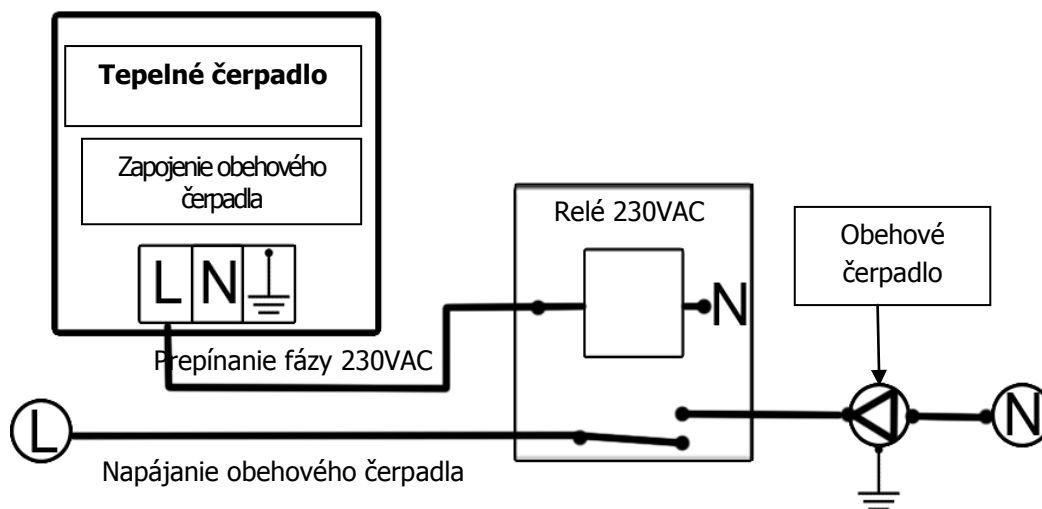 Tepelné čerpadlo
Zapojenie obehového
čerpadla
L N
Prepínanie fázy 230VAC
Relé 230VAC
N
Obehové
čerpadlo
L
N
Napájanie obehového čerpadla